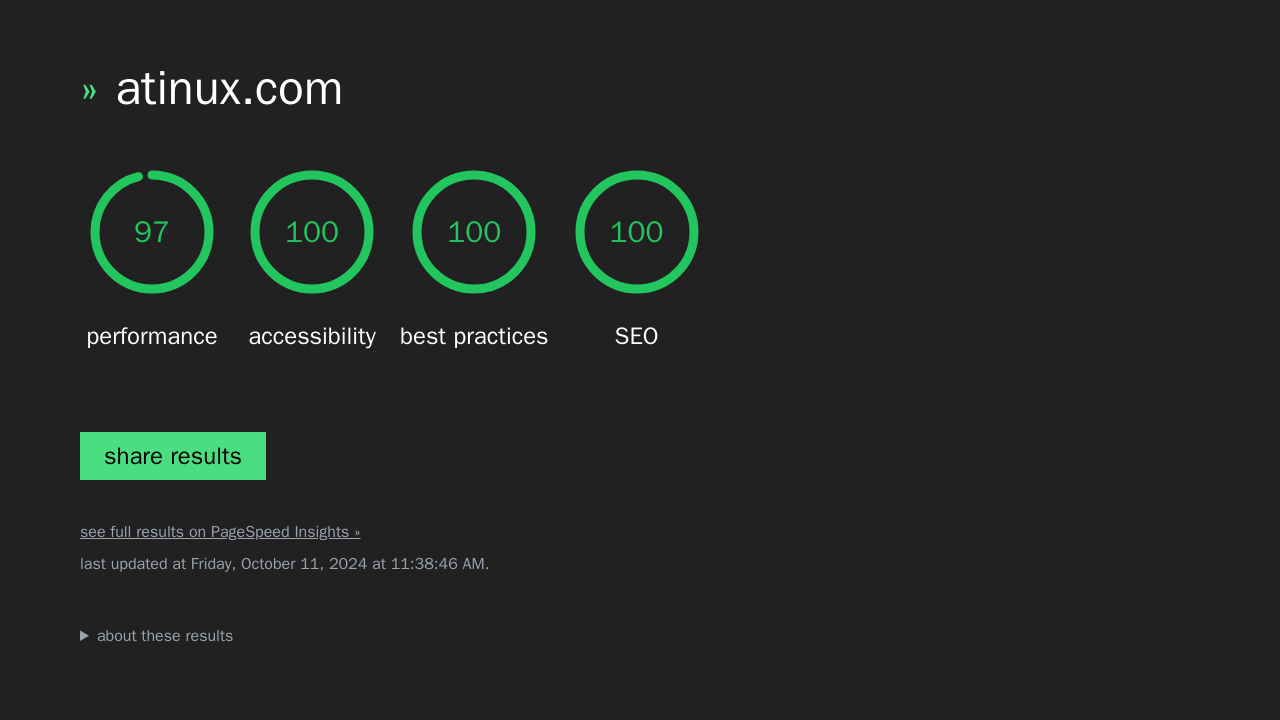 » atinux.com
97 100 100 100
performance accessibility best practices SEO
share results
see full results on PageSpeed Insights »
last updated at Friday, October 11, 2024 at 11:38:46 AM.
about these results